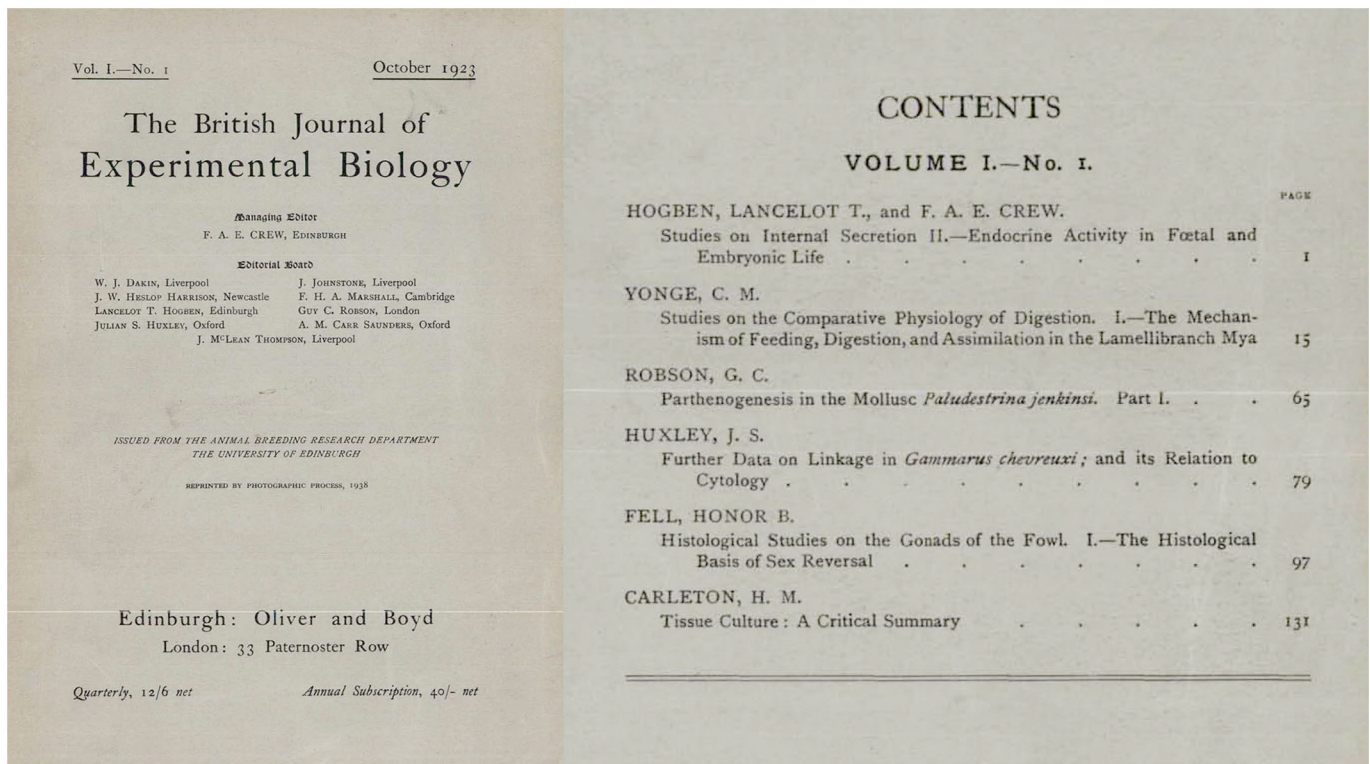 Vol. I.—No. 1 October 1923
The British Journal of
Experimental Biology
Managing Editor
F. A. E. CREW, EDINBURGH
Editorial Board
W. J. DAKIN, Liverpool J. JOHNSTONE, Liverpool
J. W. HESLOP HARRISON, Newcastle F. H. A. MARSHALL, Cambridge
LANCELOT T. HOGBEN, Edinburgh GUY C. ROBSON, London
JULIAN S. HUXLEY, Oxford A. M. CARR SAUNDERS, Oxford
J. MCLEAN THOMPSON, Liverpool
ISSUED FROM THE ANIMAL BREEDING RESEARCH DEPARTMENT
THE UNIVERSITY OF EDINBURGH
REPRINTED BY PHOTOGRAPHIC PROCESS, 1938
Edinburgh: Oliver and Boyd
London: 33 Paternoster Row
Quarterly, 12/6 net Annual Subscription, 40/- net
CONTENTS
VOLUME I.—No. 1.
PAGE
HOGBEN, LANCELOT T., and F. A. E. CREW.
Studies on Internal Secretion II.—Endocrine Activity in Fœtal and
Embryonic Life . . . . . . . . 1
YONGE, C. M.
Studies on the Comparative Physiology of Digestion. I.—The Mechan-
ism of Feeding, Digestion, and Assimilation in the Lamellibranch Mya 15
ROBSON, G. C.
Parthenogenesis in the Mollusc Paludestrina jenkinsi. Part I. . . 65
HUXLEY, J. S.
Further Data on Linkage in Gammarus chevreuxi; and its Relation to
Cytology . . . . . . . . . 79
FELL, HONOR B.
Histological Studies on the Gonads of the Fowl. I.—The Histological
Basis of Sex Reversal . . . . . . . 97
CARLETON, H. M.
Tissue Culture: A Critical Summary . . . . . 131